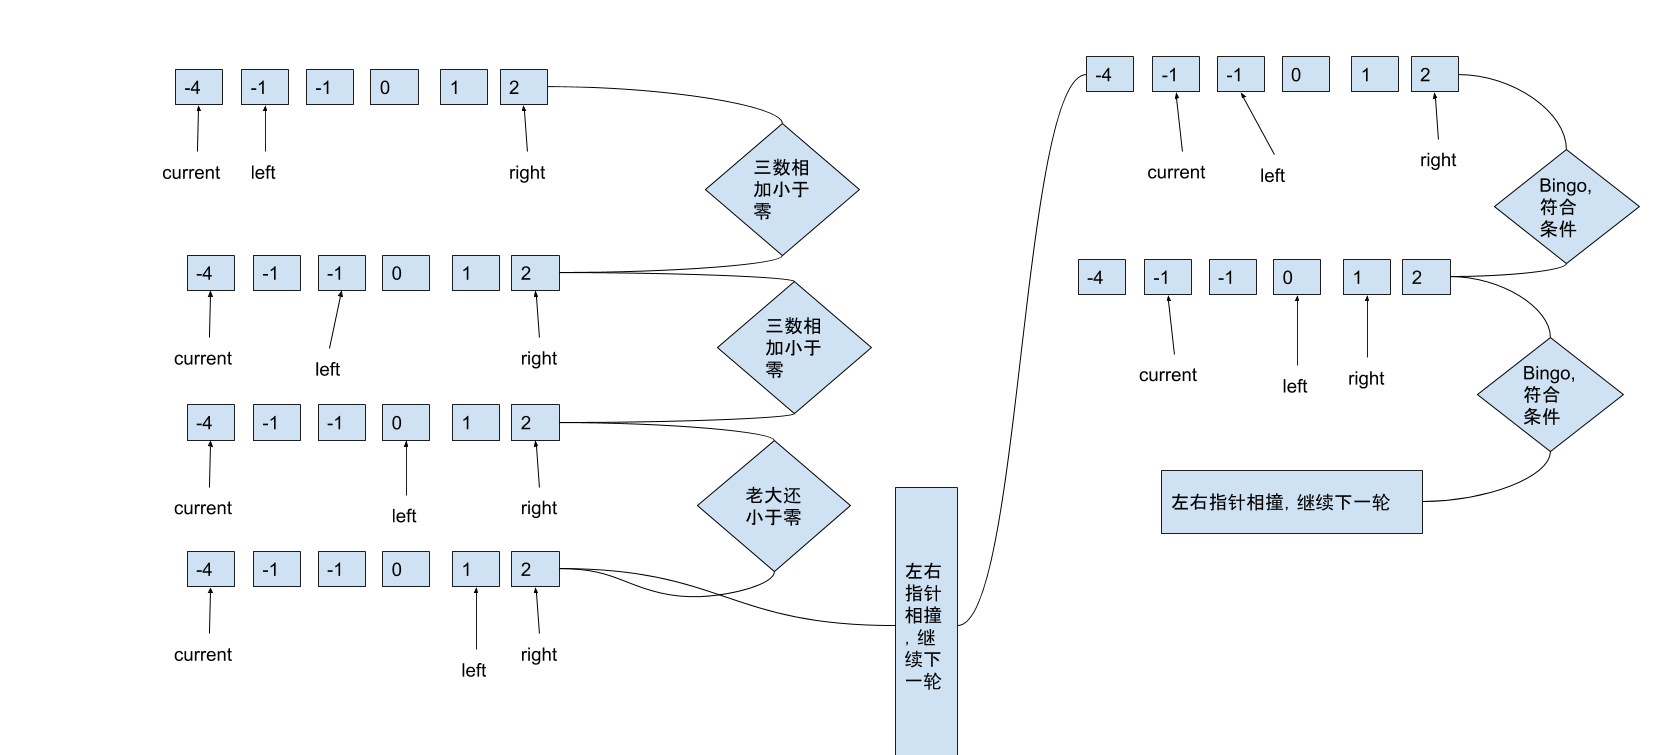 -4 -1 -1 0 1 2
current left right
三数相
加小于
零
-4 -1 -1 0 1 2
current left right
三数相
加小于
零
-4 -1 -1 0 1 2
current left right
老大还
小于零
-4 -1 -1 0 1 2
current left right
左右
指针
相撞
, 继
续下
一轮
-4 -1 -1 0 1 2
current left right
Bingo,
符合
条件
-4 -1 -1 0 1 2
current left right
Bingo,
符合
条件
左右指针相撞, 继续下一轮